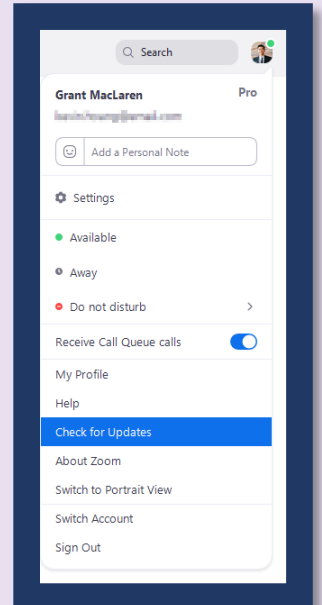 Search
Grant MacLaren Pro
Add a Personal Note
Settings
Available
Away
Do not disturb
Receive Call Queue calls
My Profile
Help
Check for Updates
About Zoom
Switch to Portrait View
Switch Account
Sign Out